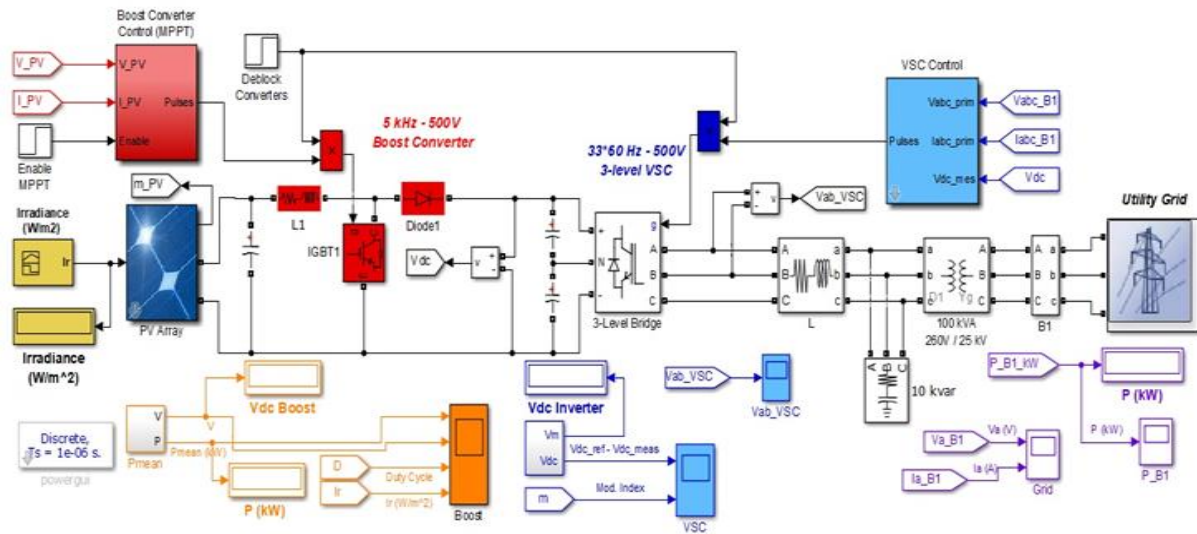 Boost Converter
Control (MPPT)
V_PV
I_PV
V_PV
I_PV
Pulses
Enable
Enable
MPPT
Deblock
Converters
5 kHz - 500V
Boost Converter
33*60 Hz - 500V
3-level VSC
VSC Control
Vabc_prim
Iabc_prim
Pulses
Vdc_mes
Vabc_B1
Iabc_B1
Vdc
Irradiance
(W/m2)
Ir
m_PV
PV Array
Irradiance
(W/m^2)
L1
IGBT1
Diode1
Vdc
v
+
-
+
N
-
g
A
B
C
3-Level Bridge
+
-
v
Vab_VSC
A
B
C
a
b
c
L
A B C
10 kvar
a
b
c
D1 Yg
A
B
C
100 kVA
260V / 25 kV
A
B
C
a
b
c
B1
Utility Grid
Discrete,
Ts = 1e-06 s.
powergui
V
P
Pmean
V
Pmean (kW)
Vdc Boost
P (kW)
D
Ir
Duty Cycle
Ir (W/m^2)
Boost
Vdc Inverter
Vm
Vdc
Vdc_ref - Vdc_meas
m
Mod. Index
VSC
Vab_VSC
Vab_VSC
P_B1_kW
P (kW)
P (kW)
P_B1
Va_B1
Va (V)
Ia_B1
Ia (A)
Grid